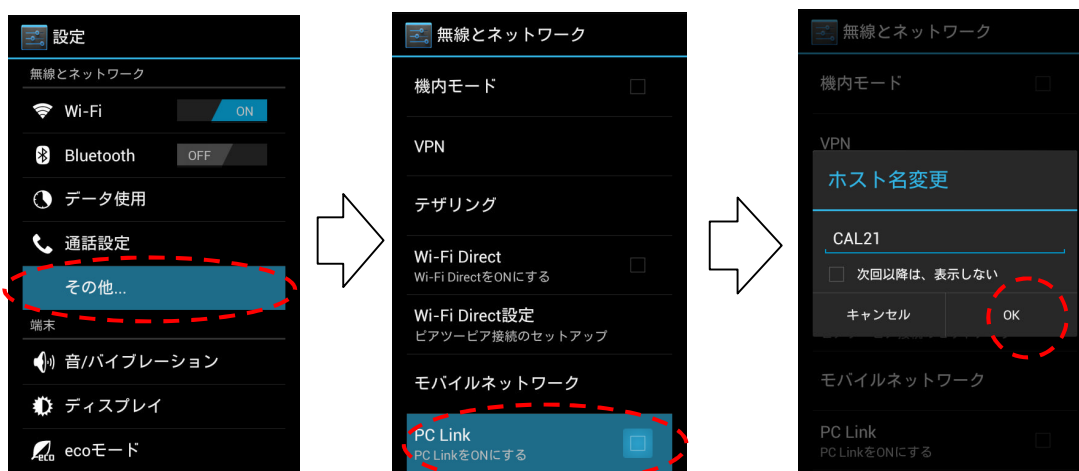 設定
無線とネットワーク
Wi-Fi ON
Bluetooth OFF
データ使用
通話設定
その他...
端末
音/バイブレーション
ディスプレイ
ecoモード
無線とネットワーク
機内モード
VPN
テザリング
Wi-Fi Direct
Wi-Fi DirectをONにする
Wi-Fi Direct設定
ピアツーピア接続のセットアップ
モバイルネットワーク
PC Link
PC LinkをONにする
無線とネットワーク
機内モード
VPN
ホスト名変更
CAL21
次回以降は、表示しない
キャンセル OK
モバイルネットワーク
PC Link
PC LinkをONにする